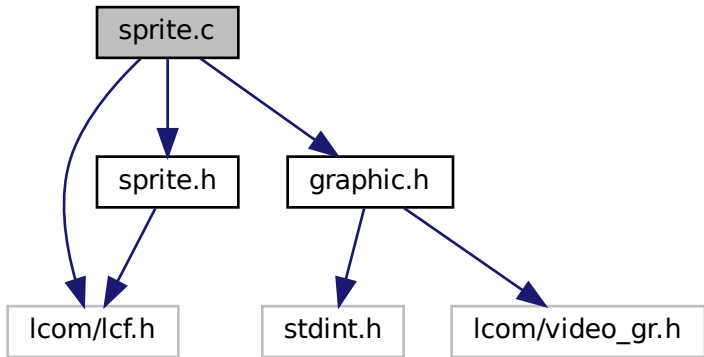 sprite.c
sprite.h
graphic.h
lcom/lcf.h
stdint.h
lcom/video_gr.h